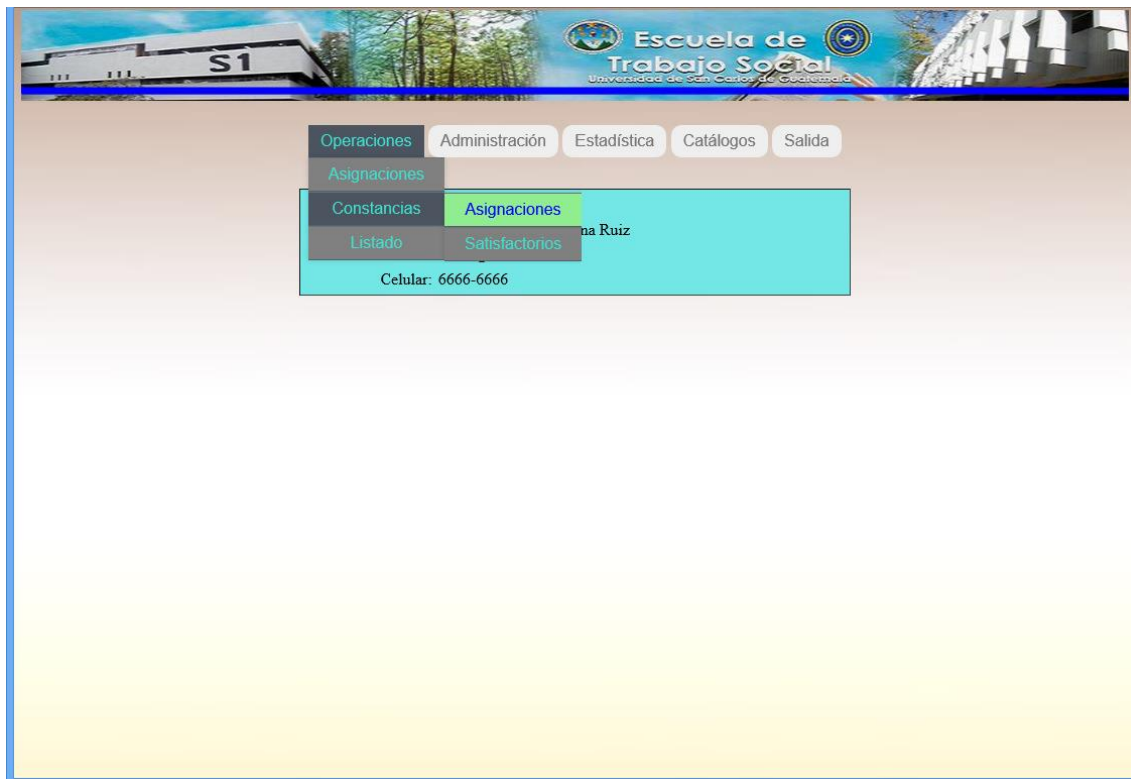 S1
Escuela de
Trabajo Social
Universidad de San Carlos de Guatemala
Operaciones Administración Estadística Catálogos Salida
Asignaciones
Constancias Asignaciones
na Ruiz
Listado Satisfactorios
Celular: 6666-6666